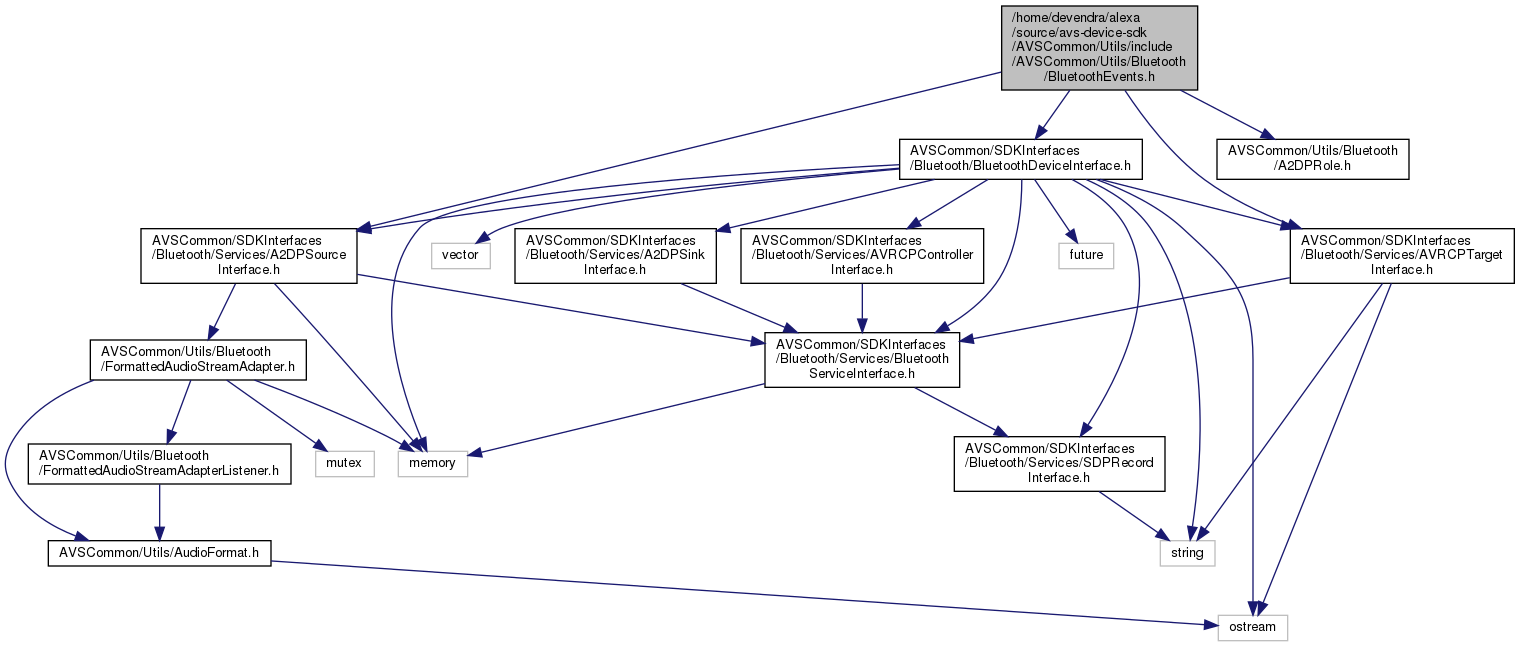 /home/devendra/alexa
/source/avs-device-sdk
/AVSCommon/Utils/include
/AVSCommon/Utils/Bluetooth
/BluetoothEvents.h
AVSCommon/SDKInterfaces
/Bluetooth/BluetoothDeviceInterface.h
AVSCommon/Utils/Bluetooth
/A2DPRole.h
AVSCommon/SDKInterfaces
/Bluetooth/Services/A2DPSource
Interface.h
vector
AVSCommon/SDKInterfaces
/Bluetooth/Services/A2DPSink
Interface.h
AVSCommon/SDKInterfaces
/Bluetooth/Services/AVRCPController
Interface.h
future
AVSCommon/SDKInterfaces
/Bluetooth/Services/AVRCPTarget
Interface.h
AVSCommon/Utils/Bluetooth
/FormattedAudioStreamAdapter.h
AVSCommon/SDKInterfaces
/Bluetooth/Services/Bluetooth
ServiceInterface.h
AVSCommon/Utils/Bluetooth
/FormattedAudioStreamAdapterListener.h
mutex
memory
AVSCommon/SDKInterfaces
/Bluetooth/Services/SDPRecord
Interface.h
AVSCommon/Utils/AudioFormat.h
string
ostream